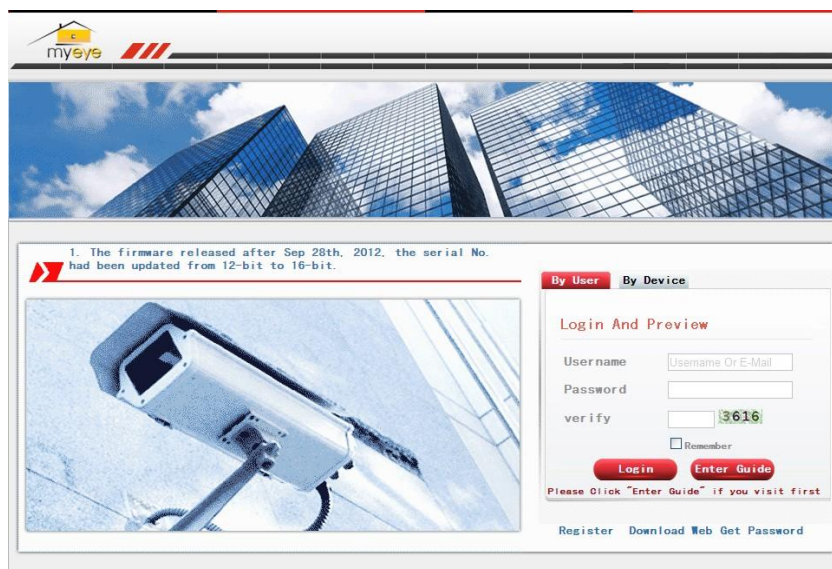 myeye
1. The firmware released after Sep 28th, 2012, the serial No.
had been updated from 12-bit to 16-bit.
By User By Device
Login And Preview
Username Username Or E-Mail
Password
verify 3616
Remember
Login Enter Guide
Please Click "Enter Guide" if you visit first
Register Download Web Get Password